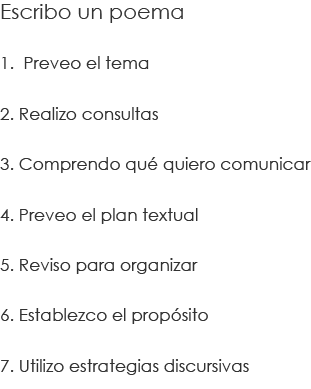 Escribo un poema
1. Preveo el tema
2. Realizo consultas
3. Comprendo qué quiero comunicar
4. Preveo el plan textual
5. Reviso para organizar
6. Establezco el propósito
7. Utilizo estrategias discursivas